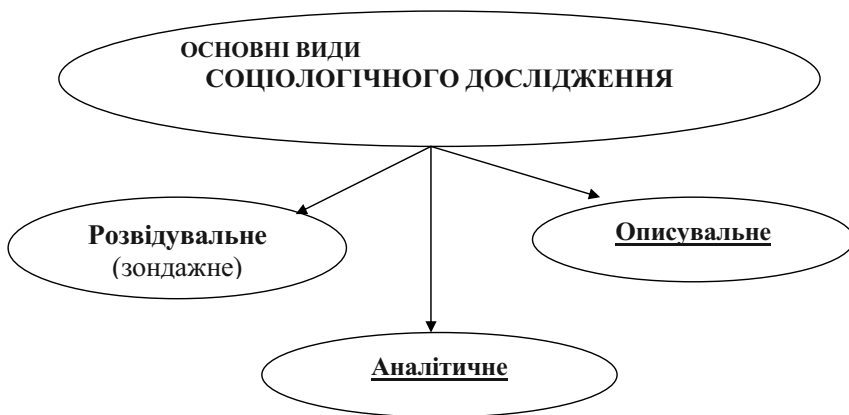 ОСНОВНІ ВИДИ
СОЦІОЛОГІЧНОГО ДОСЛІДЖЕННЯ
Розвідувальне
(зондажне)
Описувальне
Аналітичне